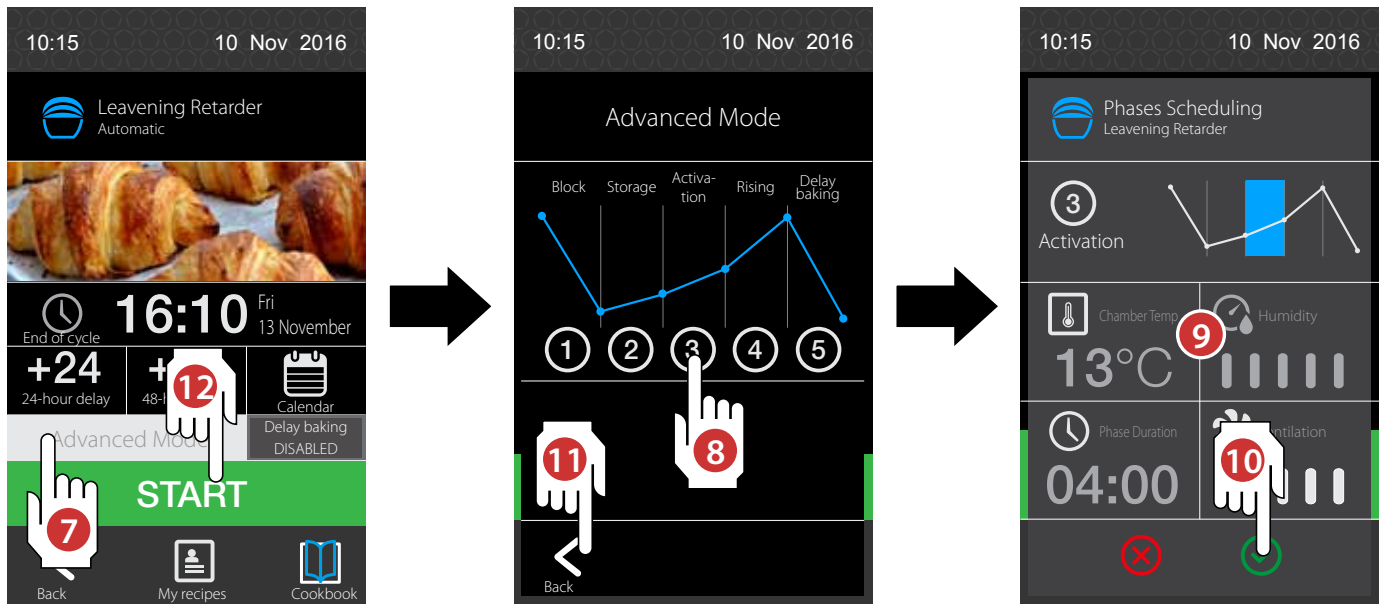 10:15 10 Nov 2016
Leavening Retarder
Automatic
16:10 Fri
13 November
End of cycle
+24
24-hour delay
+
48-h
Calendar
Advanced Mod
Delay baking
DISABLED
START
12
7
Back My recipes Cookbook
10:15 10 Nov 2016
Advanced Mode
Block Storage Activa-
tion Rising Delay
baking
1 2 3 4 5
8
11
Back
10:15 10 Nov 2016
Phases Scheduling
Leavening Retarder
3
Activation
Chamber Temp. Humidity
9
13°C
Phase Duration ntilation
04:00
10